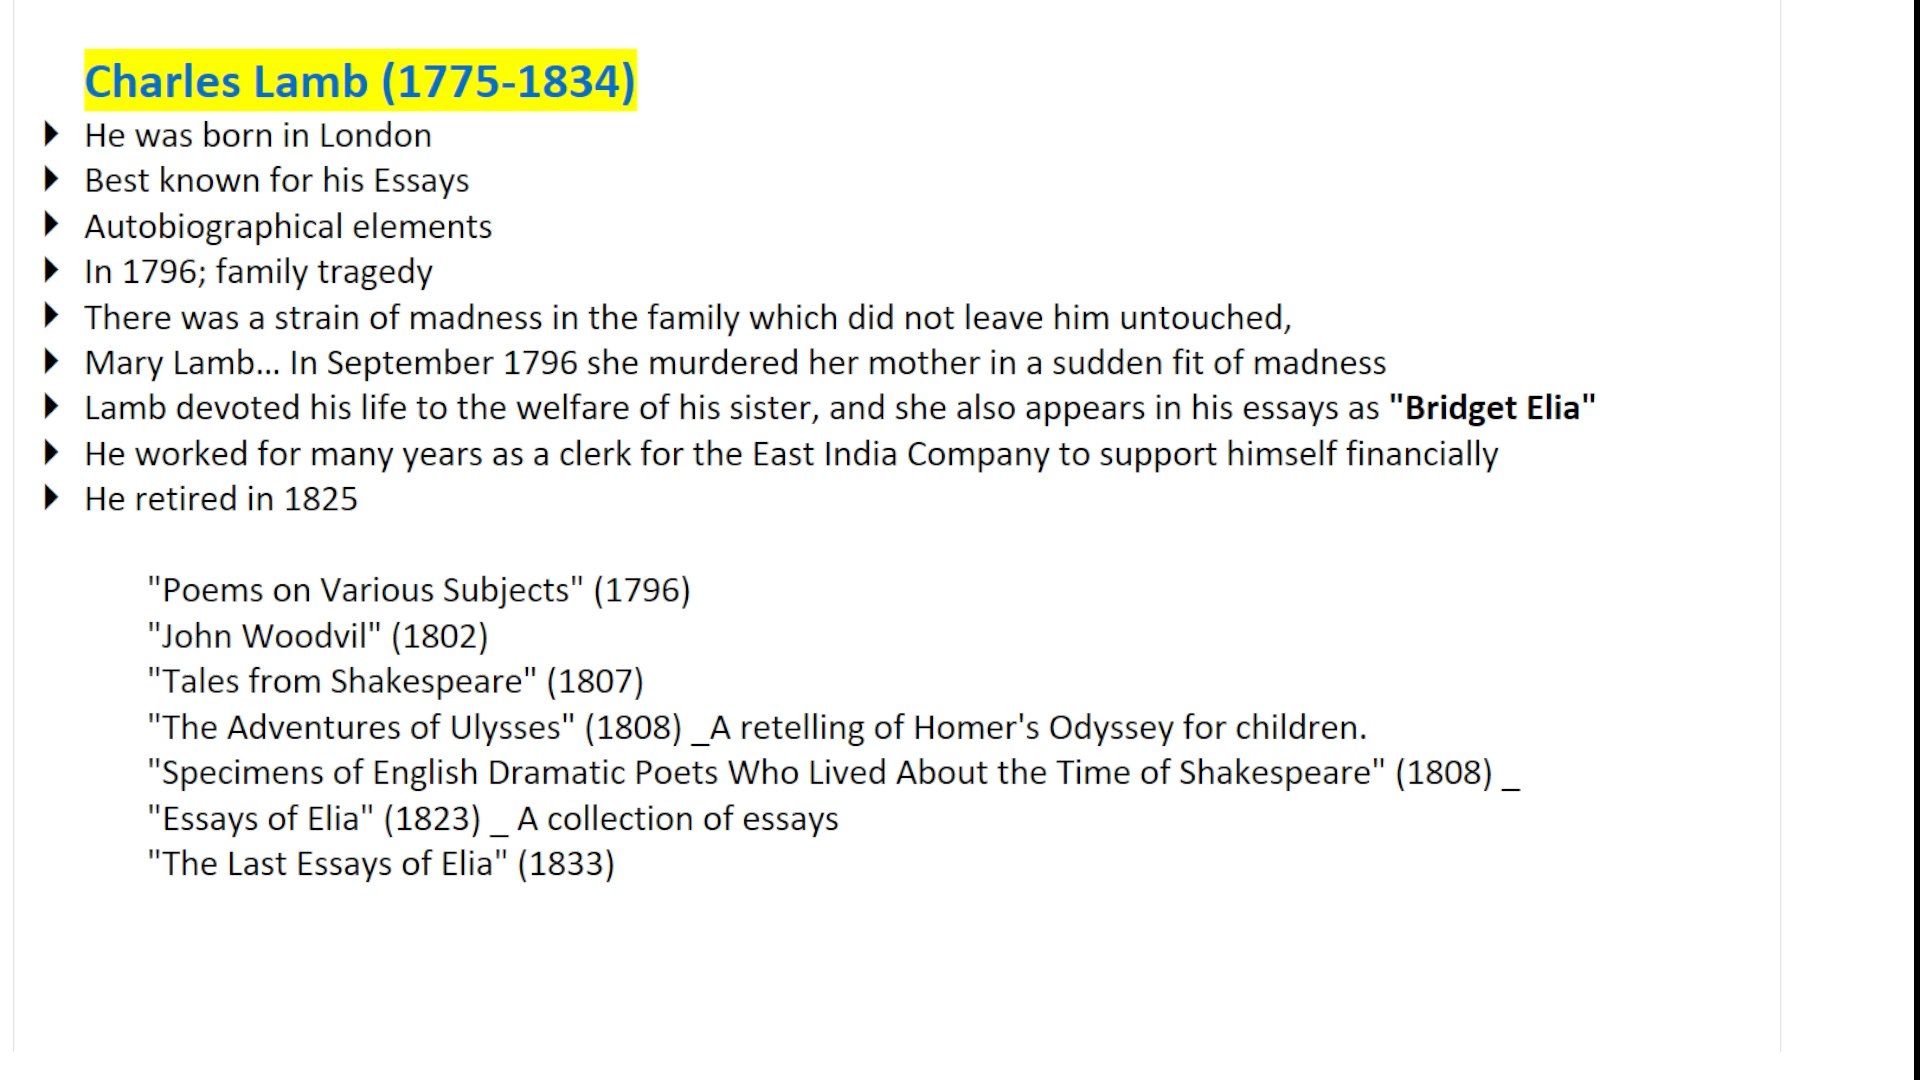 Charles Lamb (1775-1834)
He was born in London
Best known for his Essays
Autobiographical elements
In 1796; family tragedy
There was a strain of madness in the family which did not leave him untouched,
Mary Lamb... In September 1796 she murdered her mother in a sudden fit of madness
Lamb devoted his life to the welfare of his sister, and she also appears in his essays as "Bridget Elia"
He worked for many years as a clerk for the East India Company to support himself financially
He retired in 1825
"Poems on Various Subjects" (1796)
"John Woodvil" (1802)
"Tales from Shakespeare" (1807)
"The Adventures of Ulysses" (1808) _A retelling of Homer's Odyssey for children.
"Specimens of English Dramatic Poets Who Lived About the Time of Shakespeare" (1808) _
"Essays of Elia" (1823) _ A collection of essays
"The Last Essays of Elia" (1833)